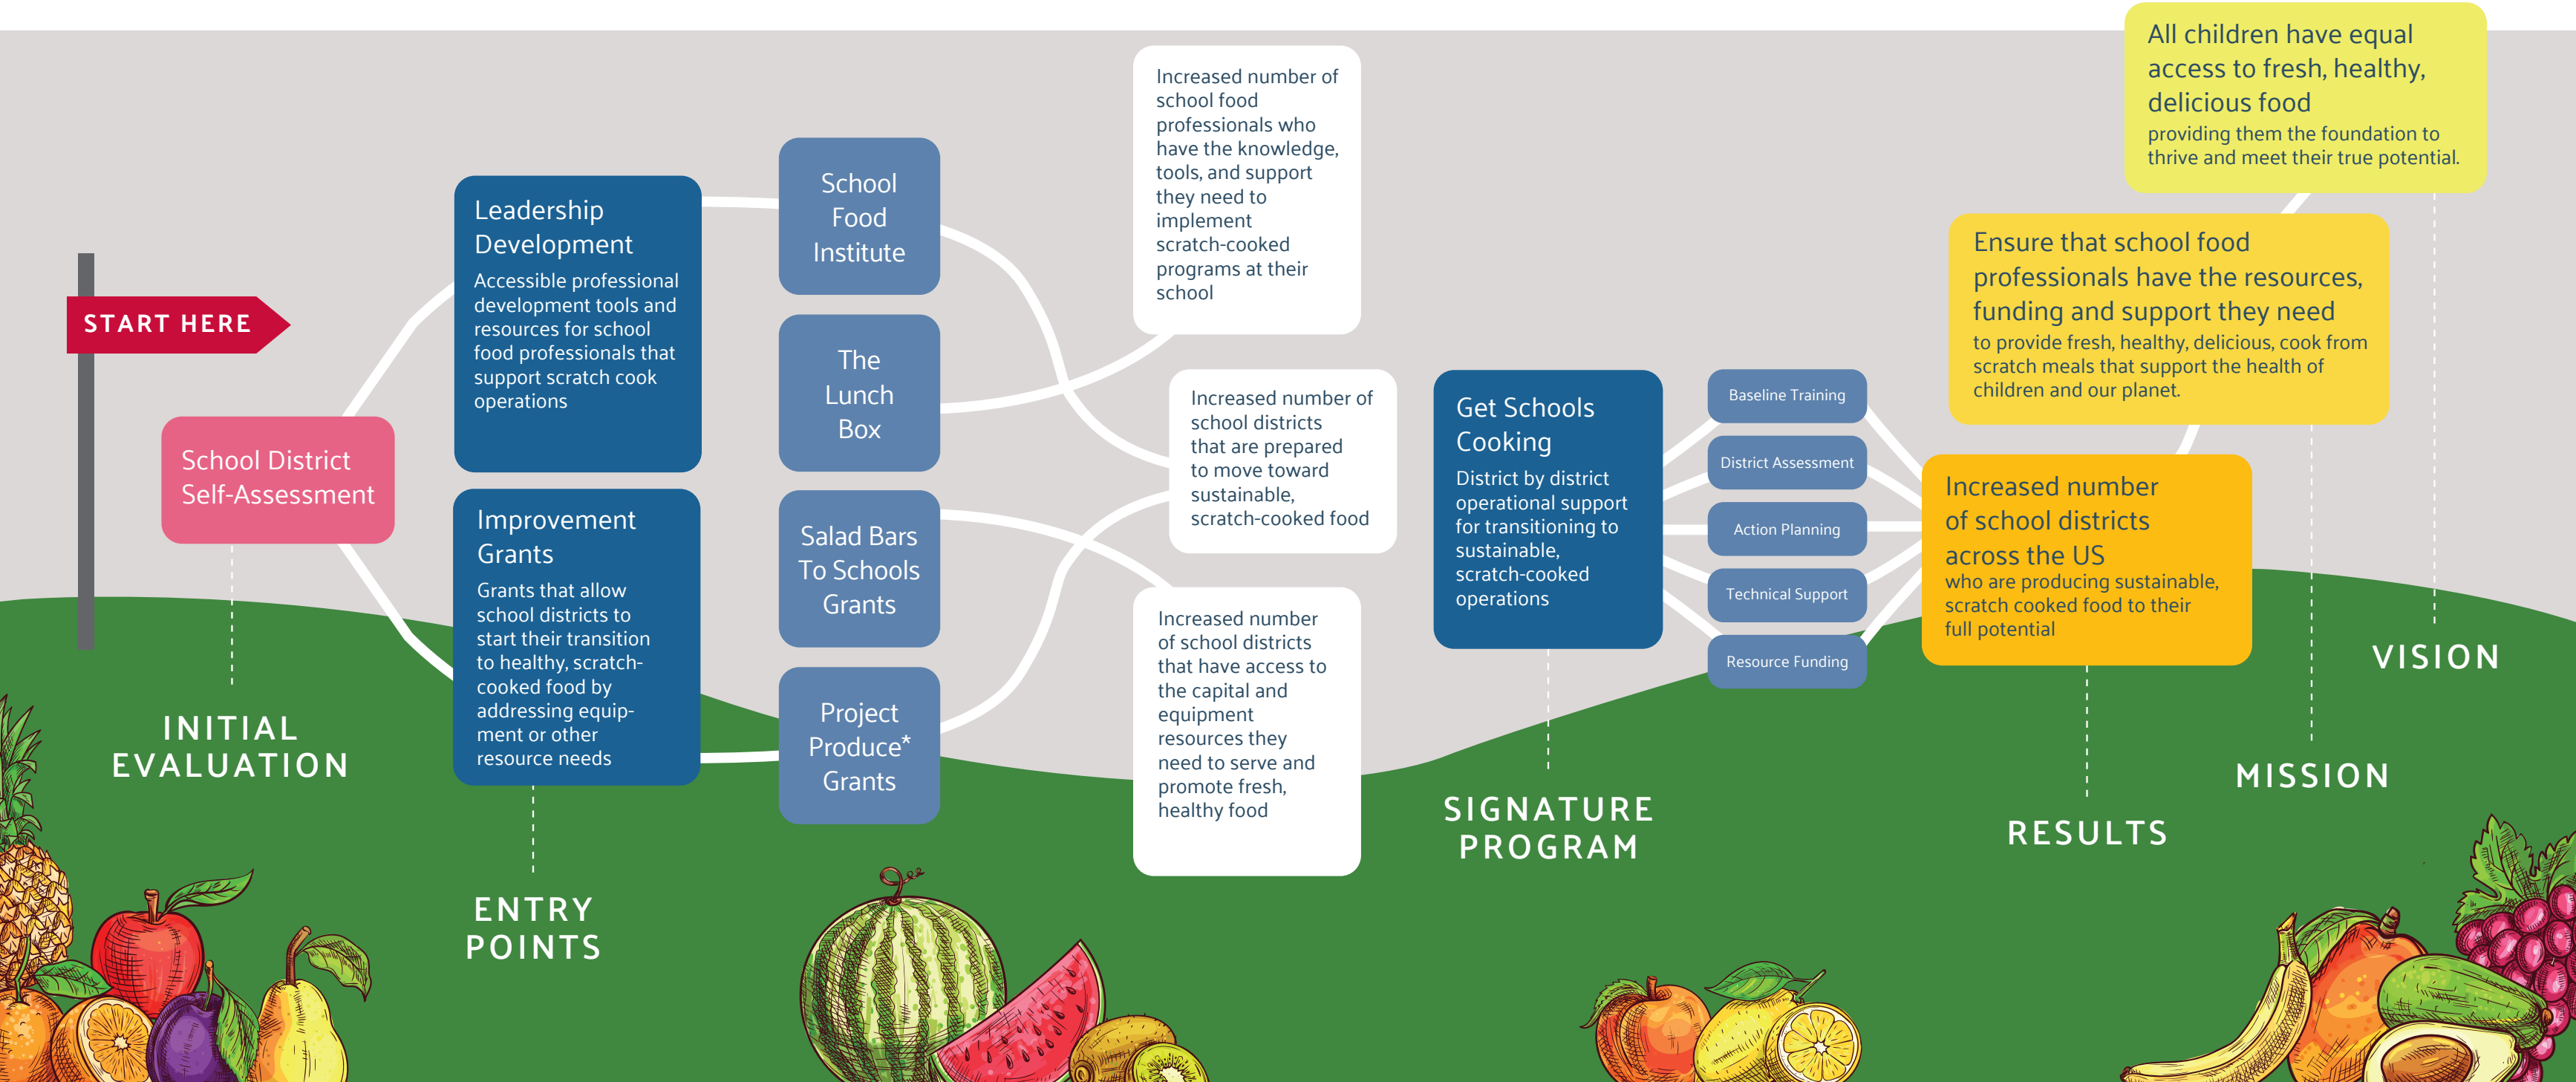 START HERE
School District
Self-Assessment
INITIAL
EVALUATION
Leadership
Development
Accessible professional
development tools and
resources for school
food professionals that
support scratch cook
operations
Improvement
Grants
Grants that allow
school districts to
start their transition
to healthy, scratch-
cooked food by
addressing equip-
ment or other
resource needs
ENTRY
POINTS
School
Food
Institute
The
Lunch
Box
Salad Bars
To Schools
Grants
Project
Produce*
Grants
Increased number of
school food
professionals who
have the knowledge,
tools, and support
they need to
implement
scratch-cooked
programs at their
school
Increased number of
school districts
that are prepared
to move toward
sustainable,
scratch-cooked food
Increased number
of school districts
that have access to
the capital and
equipment
resources they
need to serve and
promote fresh,
healthy food
Get Schools
Cooking
District by district
operational support
for transitioning to
sustainable,
scratch-cooked
operations
SIGNATURE
PROGRAM
Baseline Training
District Assessment
Action Planning
Technical Support
Resource Funding
Increased number
of school districts
across the US
who are producing sustainable,
scratch cooked food to their
full potential
RESULTS
Ensure that school food
professionals have the resources,
funding and support they need
to provide fresh, healthy, delicious, cook from
scratch meals that support the health of
children and our planet.
MISSION
All children have equal
access to fresh, healthy,
delicious food
providing them the foundation to
thrive and meet their true potential.
VISION